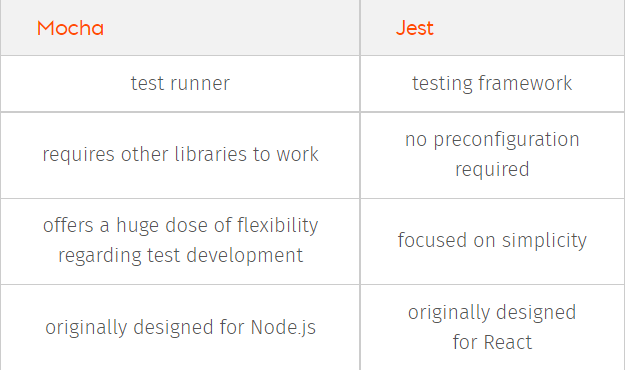 Mocha
Jest
test runner
testing framework
requires other libraries to work
no preconfiguration
required
offers a huge dose of flexibility
regarding test development
focused on simplicity
originally designed for Node.js
originally designed
for React